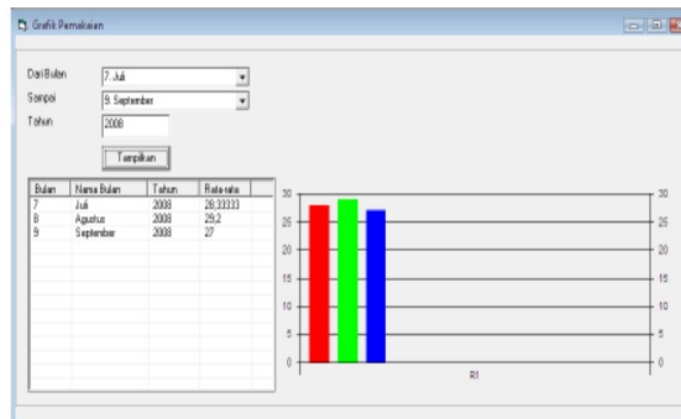 Grafik Pemakaian
Dari Bulan 7. Juli
Sampai 9. September
Tahun 2008
Tampilkan
Bulan Nama Bulan Tahun Rata-rata
7 Juli 2008 28,33333
8 Agustus 2008 29,2
9 September 2008 27
30 30
25 25
20 20
15 15
10 10
5 5
0 0
R1